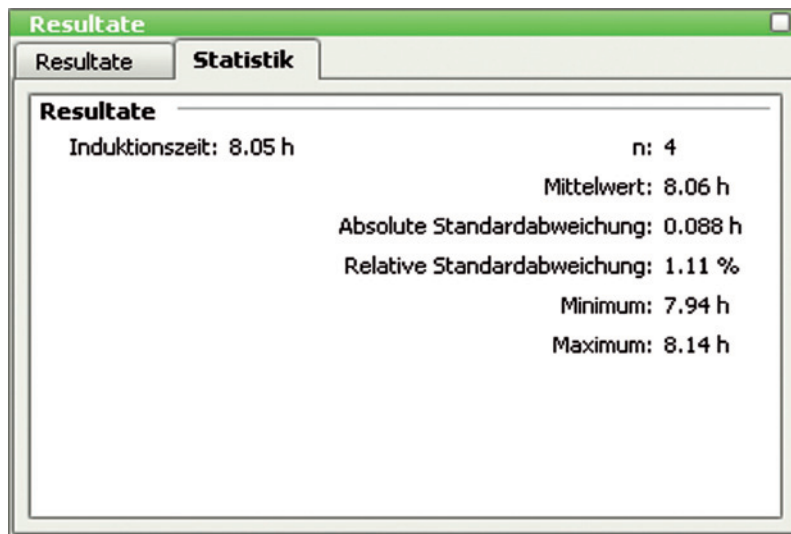 Resultate
Resultate Statistik
Resultate
Induktionszeit: 8.05 h n: 4
Mittelwert: 8.06 h
Absolute Standardabweichung: 0.088 h
Relative Standardabweichung: 1.11 %
Minimum: 7.94 h
Maximum: 8.14 h